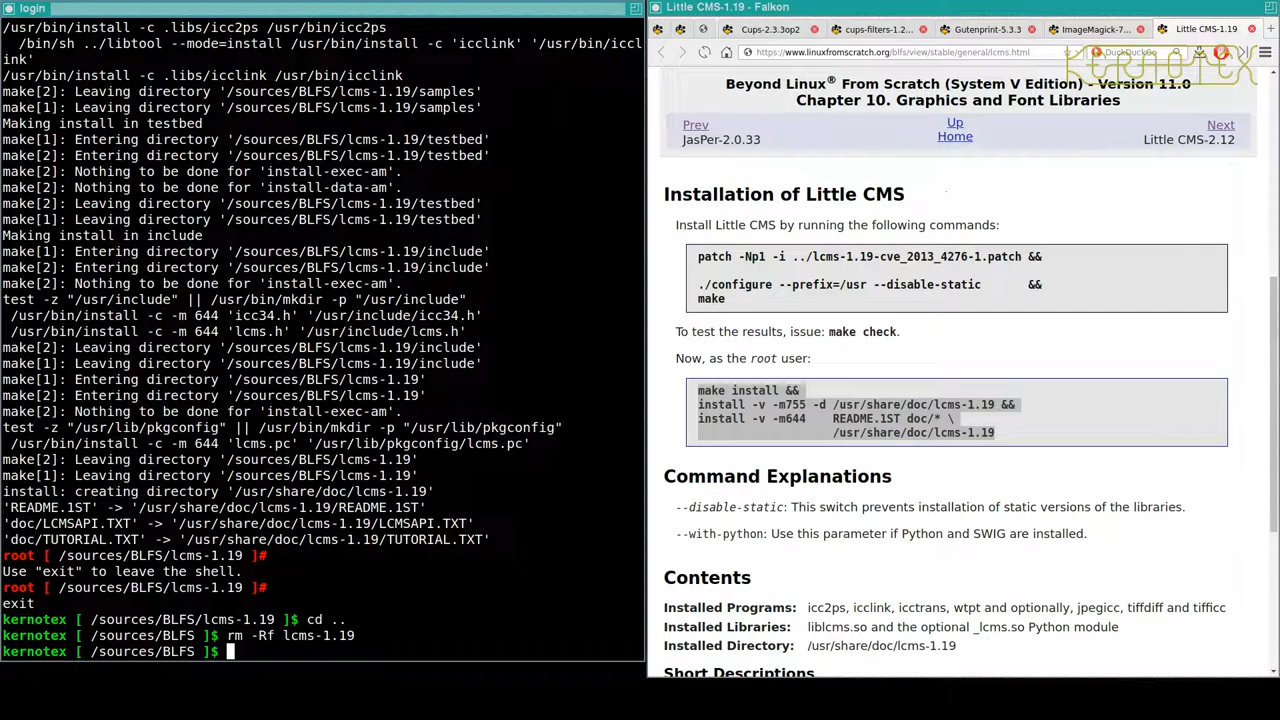 login
/usr/bin/install -c .libs/icc2ps /usr/bin/icc2ps
/bin/sh ../libtool --mode=install /usr/bin/install -c 'icclink' '/usr/bin/iccl
ink'
/usr/bin/install -c .libs/icclink /usr/bin/icclink
make[2]: Leaving directory '/sources/BLFS/lcms-1.19/samples'
make[1]: Leaving directory '/sources/BLFS/lcms-1.19/samples'
Making install in testbed
make[1]: Entering directory '/sources/BLFS/lcms-1.19/testbed'
make[2]: Entering directory '/sources/BLFS/lcms-1.19/testbed'
make[2]: Nothing to be done for 'install-exec-am'.
make[2]: Nothing to be done for 'install-data-am'.
make[2]: Leaving directory '/sources/BLFS/lcms-1.19/testbed'
make[1]: Leaving directory '/sources/BLFS/lcms-1.19/testbed'
Making install in include
make[1]: Entering directory '/sources/BLFS/lcms-1.19/include'
make[2]: Entering directory '/sources/BLFS/lcms-1.19/include'
make[2]: Nothing to be done for 'install-exec-am'.
test -z "/usr/include" || /usr/bin/mkdir -p "/usr/include"
/usr/bin/install -c -m 644 'icc34.h' '/usr/include/icc34.h'
/usr/bin/install -c -m 644 'lcms.h' '/usr/include/lcms.h'
make[2]: Leaving directory '/sources/BLFS/lcms-1.19/include'
make[1]: Leaving directory '/sources/BLFS/lcms-1.19/include'
make[1]: Entering directory '/sources/BLFS/lcms-1.19'
make[2]: Entering directory '/sources/BLFS/lcms-1.19'
make[2]: Nothing to be done for 'install-exec-am'.
test -z "/usr/lib/pkgconfig" || /usr/bin/mkdir -p "/usr/lib/pkgconfig"
/usr/bin/install -c -m 644 'lcms.pc' '/usr/lib/pkgconfig/lcms.pc'
make[2]: Leaving directory '/sources/BLFS/lcms-1.19'
make[1]: Leaving directory '/sources/BLFS/lcms-1.19'
install: creating directory '/usr/share/doc/lcms-1.19'
'README.1ST' -> '/usr/share/doc/lcms-1.19/README.1ST'
'doc/LCMSAPI.TXT' -> '/usr/share/doc/lcms-1.19/LCMSAPI.TXT'
'doc/TUTORIAL.TXT' -> '/usr/share/doc/lcms-1.19/TUTORIAL.TXT'
root [ /sources/BLFS/lcms-1.19 ]#
Use "exit" to leave the shell.
root [ /sources/BLFS/lcms-1.19 ]#
exit
kernotex [ /sources/BLFS/lcms-1.19 ]$ cd ..
kernotex [ /sources/BLFS ]$ rm -Rf lcms-1.19
kernotex [ /sources/BLFS ]$
Little CMS-1.19 - Falkon
Cups-2.3.3op2
cups-filters-1.2...
Gutenprint-5.3.3
ImageMagick-7...
Little CMS-1.19
https://www.linuxfromscratch.org/blfs/view/stable/general/lcms.html
DuckDuckGo
KERNOTEX
Beyond Linux® From Scratch (System V Edition) - Version 11.0
Chapter 10. Graphics and Font Libraries
Prev
Up
Next
JasPer-2.0.33
Home
Little CMS-2.12
Installation of Little CMS
Install Little CMS by running the following commands:
patch -Np1 -i ../lcms-1.19-cve_2013_4276-1.patch &&
./configure --prefix=/usr --disable-static &&
make
To test the results, issue: make check.
Now, as the root user:
make install &&
install -v -m755 -d /usr/share/doc/lcms-1.19 &&
install -v -m644 README.1ST doc/* \
/usr/share/doc/lcms-1.19
Command Explanations
--disable-static: This switch prevents installation of static versions of the libraries.
--with-python: Use this parameter if Python and SWIG are installed.
Contents
Installed Programs: icc2ps, icclink, icctrans, wtpt and optionally, jpegicc, tiffdiff and tifficc
Installed Libraries: liblcms.so and the optional _lcms.so Python module
Installed Directory: /usr/share/doc/lcms-1.19
Short Descriptions